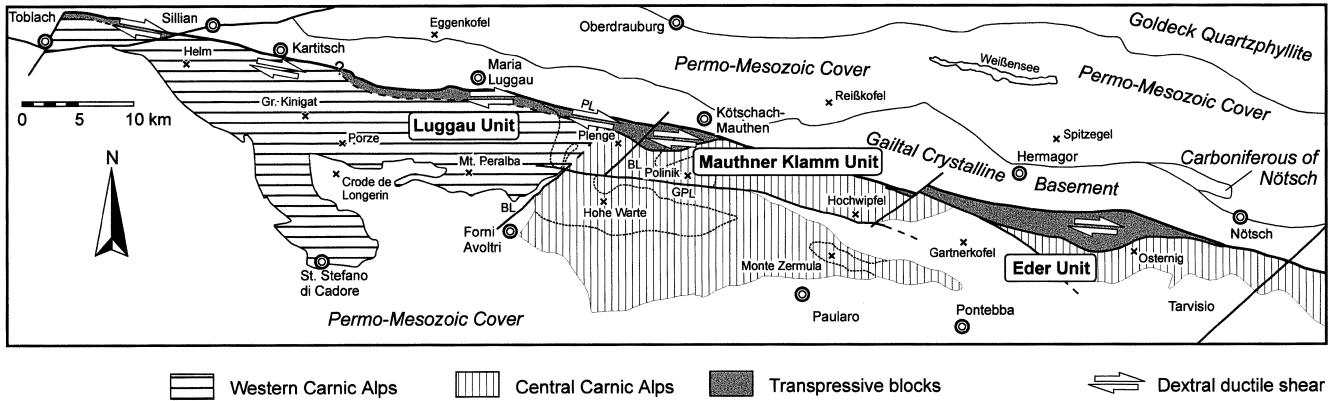 Toblach
Sillian
Eggenkofel
Oberdrauburg
Goldeck Quartzphyllite
Helm
Kartitsch
Maria
Luggau
Permo-Mesozoic Cover
Weißensee
Permo-Mesozoic Cover
0 5 10 km
Gr. Kinigat
PL
Reißkofel
Kötschach-
Mauthen
Luggau Unit
Plenge
Spitzegel
Porze
BL
Mauthner Klamm Unit
Gailtal Crystalline
Basement
Hermagor
Carboniferous of
Nötsch
N
Mt. Peralba
Polinik
GPL
Crode de
Longerin
BL
Hohe Warte
Hochwipfel
Forni
Avoltri
Gartnerkofel
Nötsch
Monte Zermula
Eder Unit
Osternig
St. Stefano
di Cadore
Permo-Mesozoic Cover
Paularo
Pontebba
Tarvisio
Western Carnic Alps
Central Carnic Alps
Transpressive blocks
Dextral ductile shear